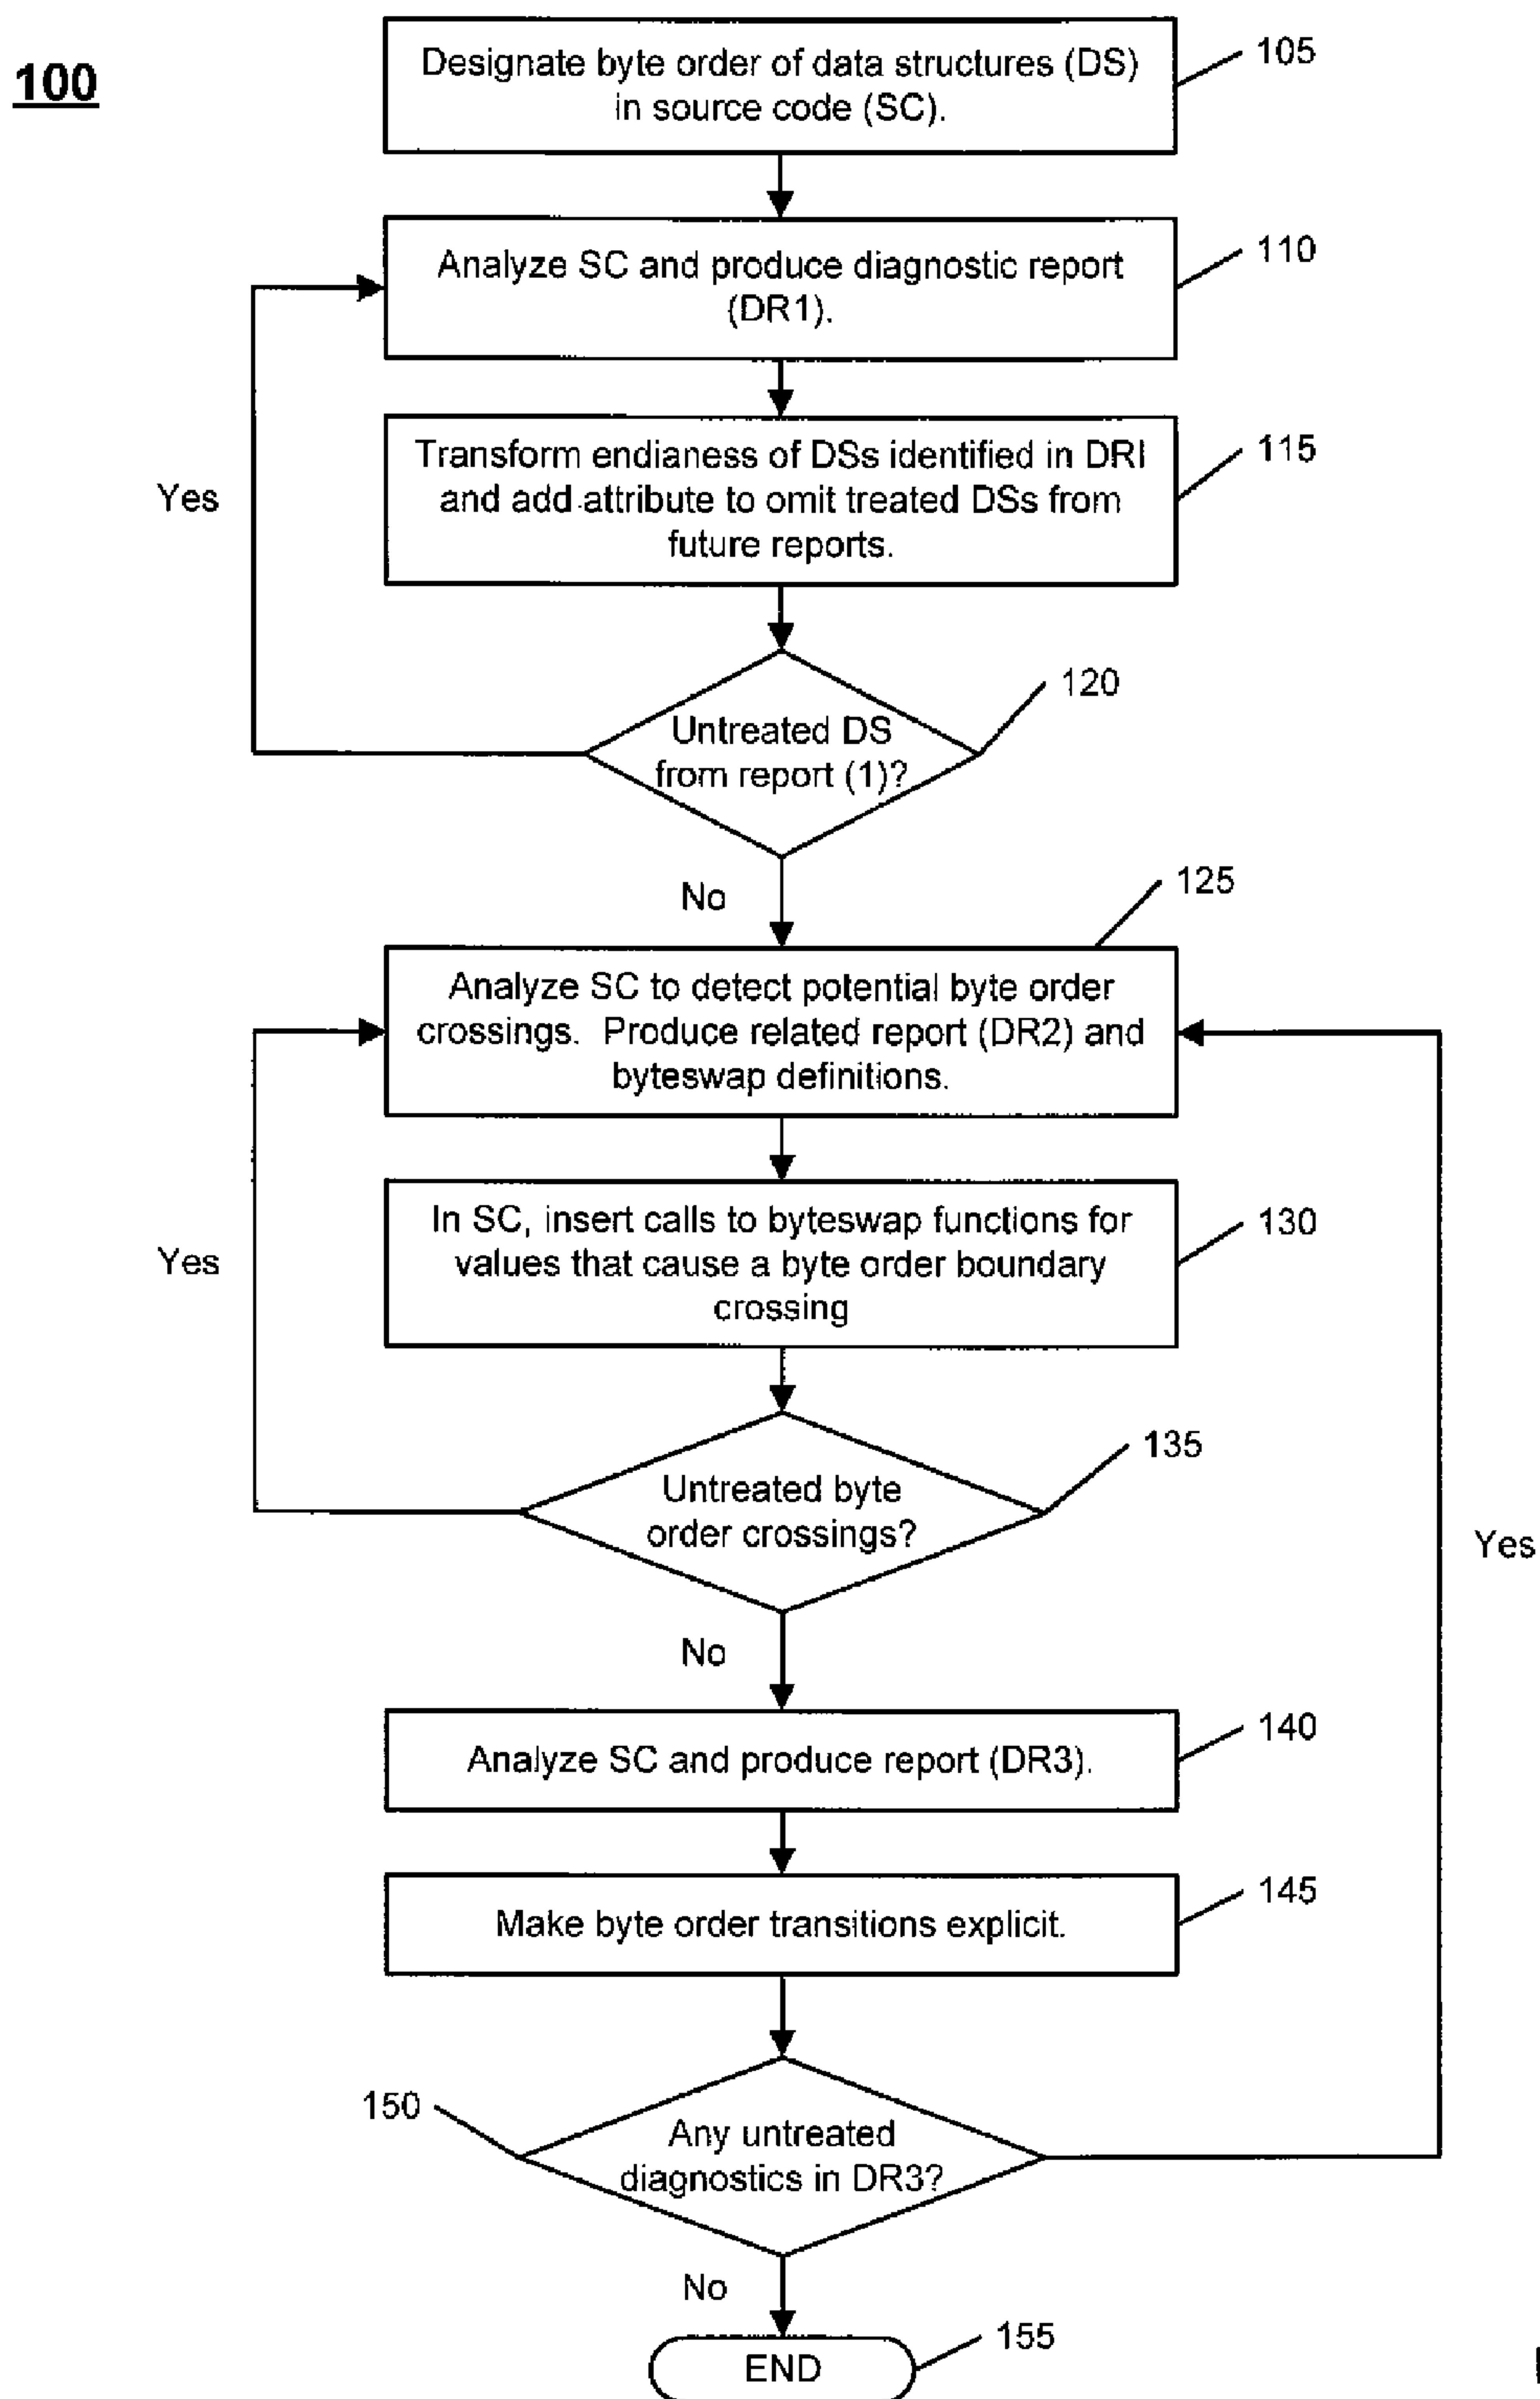 100
Designate byte order of data structures (DS)
in source code (SC).
105
Analyze SC and produce diagnostic report
(DR1).
110
Transform endianess of DSs identified in DRI
and add attribute to omit treated DSs from
future reports.
115
Yes
Untreated DS
from report (1)?
120
No
125
Analyze SC to detect potential byte order
crossings. Produce related report (DR2) and
byteswap definitions.
In SC, insert calls to byteswap functions for
values that cause a byte order boundary
crossing
130
Yes
Untreated byte
order crossings?
135
Yes
No
Analyze SC and produce report (DR3).
140
Make byte order transitions explicit.
145
150
Any untreated
diagnostics in DR3?
No
END
155